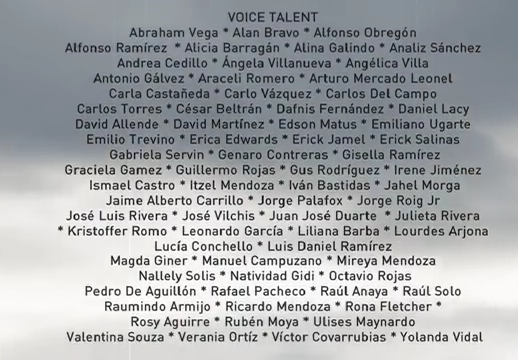 VOICE TALENT
Abraham Vega * Alan Bravo * Alfonso Obregón
Alfonso Ramírez * Alicia Barragán * Alina Galindo * Analiz Sánchez
Andrea Cedillo * Ángela Villanueva * Angélica Villa
Antonio Gálvez * Araceli Romero * Arturo Mercado Leonel
Carla Castañeda * Carlo Vázquez * Carlos Del Campo
Carlos Torres * César Beltrán * Dafnis Fernández * Daniel Lacy
David Allende * David Martínez * Edson Matus * Emiliano Ugarte
Emilio Trevino * Erica Edwards * Erick Jamel * Erick Salinas
Gabriela Servin * Genaro Contreras * Gisella Ramírez
Graciela Gamez * Guillermo Rojas * Gus Rodríguez * Irene Jiménez
Ismael Castro * Itzel Mendoza * Iván Bastidas * Jahel Morga
Jaime Alberto Carrillo * Jorge Palafox * Jorge Roig Jr
José Luis Rivera * José Vilchis * Juan José Duarte * Julieta Rivera
* Kristoffer Romo * Leonardo García * Liliana Barba * Lourdes Arjona
Lucía Conchello * Luis Daniel Ramírez
Magda Giner * Manuel Campuzano * Mireya Mendoza
Nallely Solis * Natividad Gidi * Octavio Rojas
Pedro De Aguillón * Rafael Pacheco * Raúl Anaya * Raúl Solo
Raumindo Armijo * Ricardo Mendoza * Rona Fletcher *
Rosy Aguirre * Rubén Moya * Ulises Maynardo
Valentina Souza * Verania Ortíz * Víctor Covarrubias * Yolanda Vidal